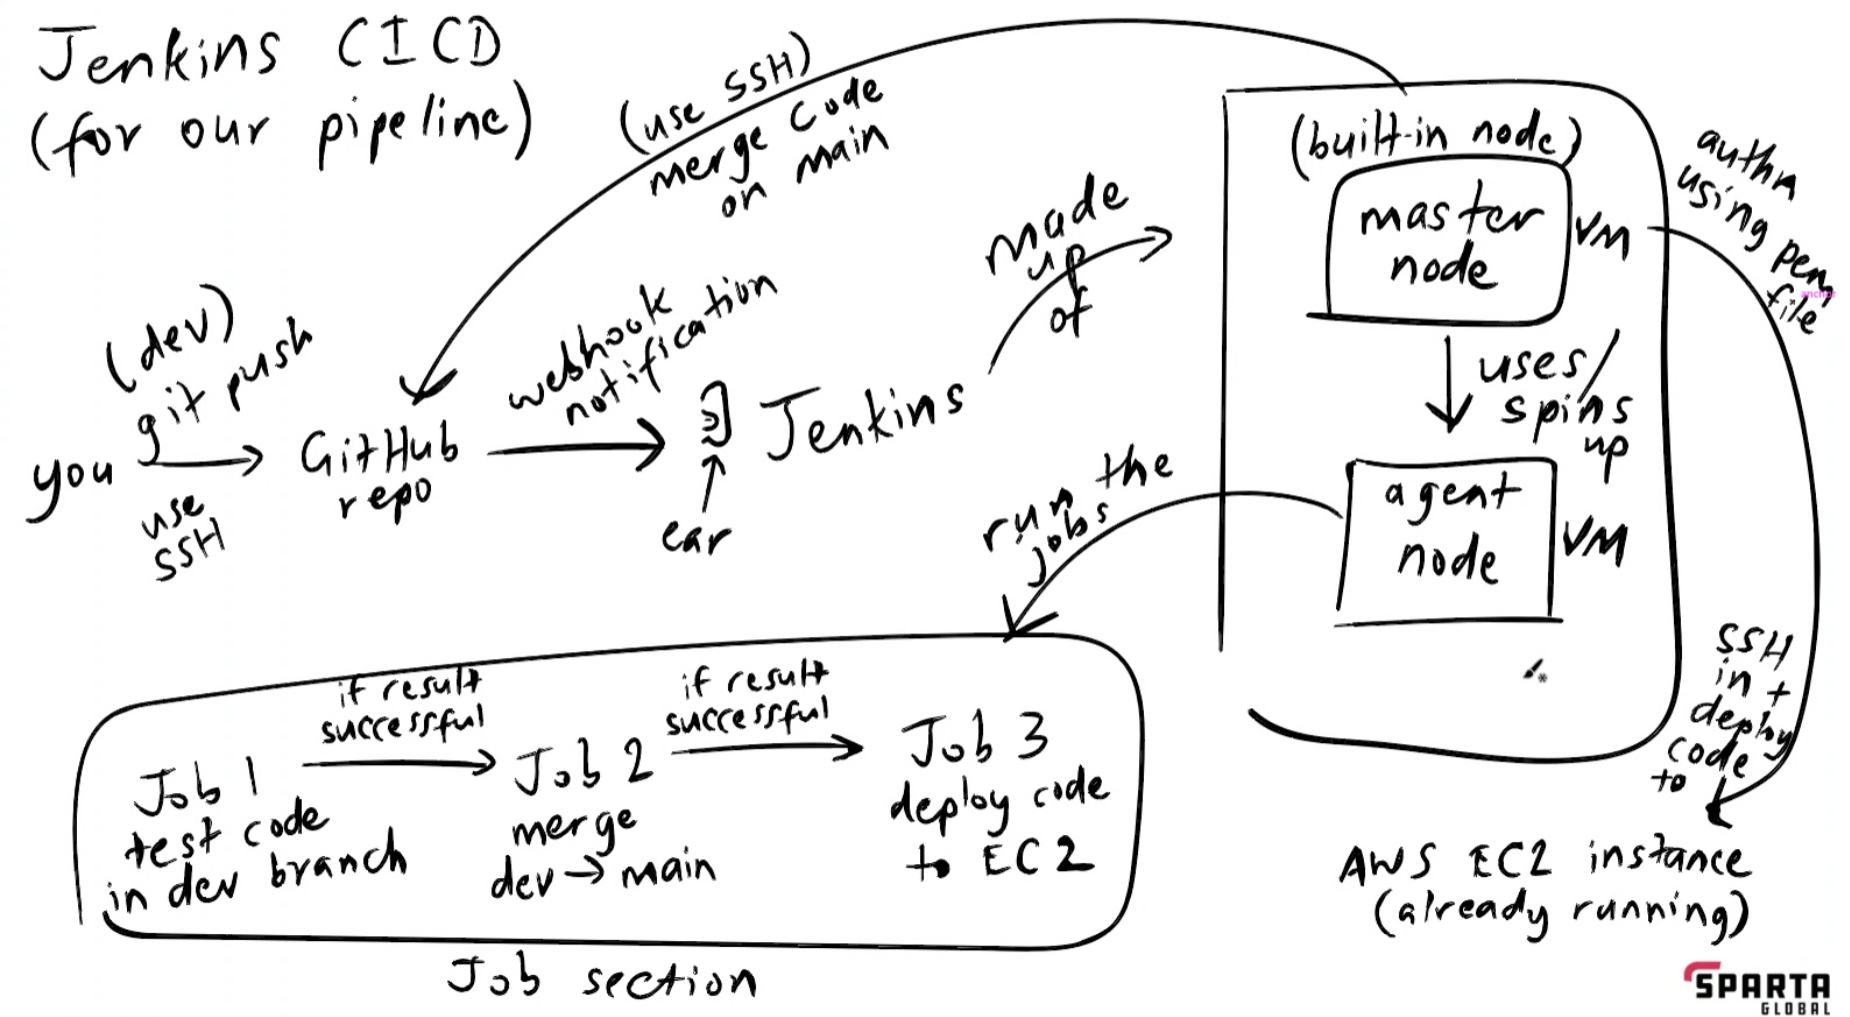 Jenkins CICD
(for our pipeline)
(use SSH)
merge code
on main
(built-in node)
master
node
VM
authn
using pem
file
anchor
made
up
of
(dev)
git push
you
use
SSH
GitHub
repo
webhook
notification
Jenkins
ear
uses/
spins
up
agent
node
VM
run the
jobs
SSH
in +
deploy
code
to
AWS EC2 instance
(already running)
if result
successful
if result
successful
Job 1
test code
in dev branch
Job 2
merge
dev → main
Job 3
deploy code
to EC2
Job section
SPARTA
GLOBAL